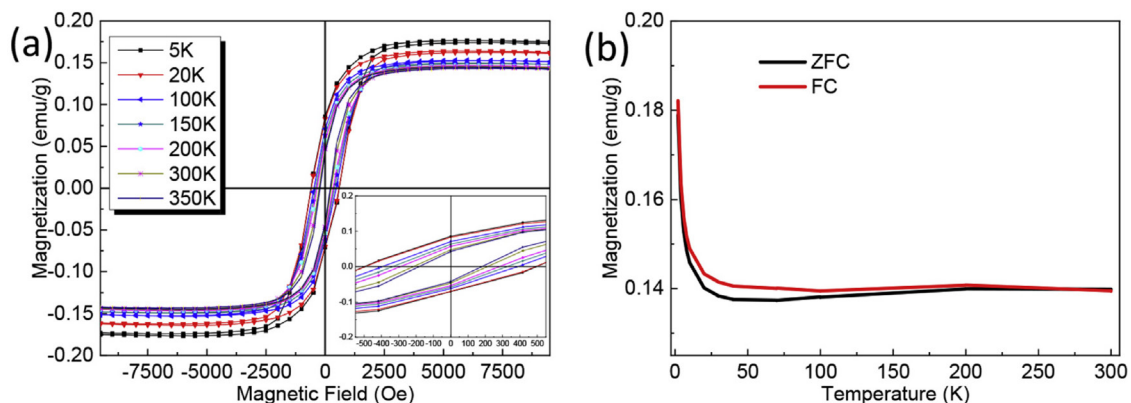 (a)
0.20
0.15
0.10
0.05
0.00
-0.05
-0.10
-0.15
-0.20
Magnetization (emu/g)
5K
20K
100K
150K
200K
300K
350K
0.2
0.1
0.0
-0.1
-0.2
-500 -400 -300 -200 -100 0 100 200 300 400 500
-7500 -5000 -2500 0 2500 5000 7500
Magnetic Field (Oe)
(b)
0.20
0.18
0.16
0.14
Magnetization (emu/g)
ZFC
FC
0 50 100 150 200 250 300
Temperature (K)